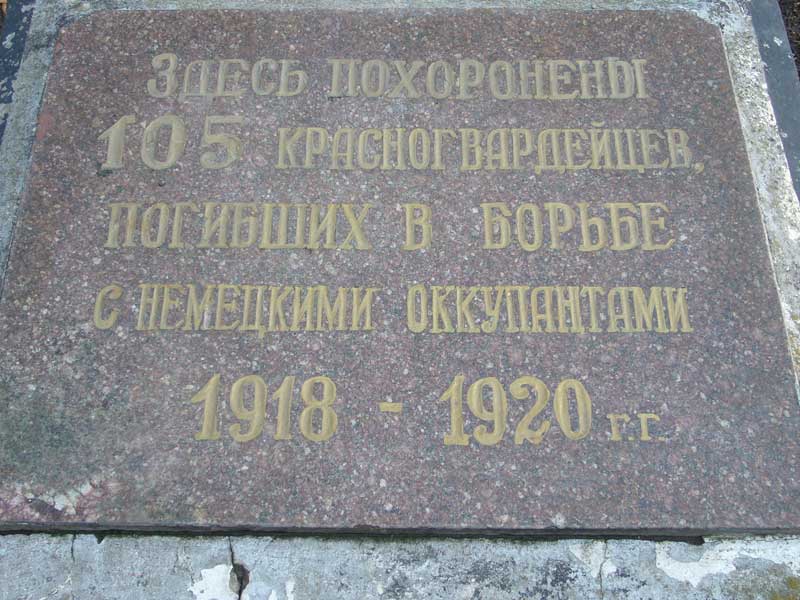 Здесь похоронены
105 красногвардейцев,
погибших в борьбе
с немецкими оккупантами
1918 - 1920 г.г.